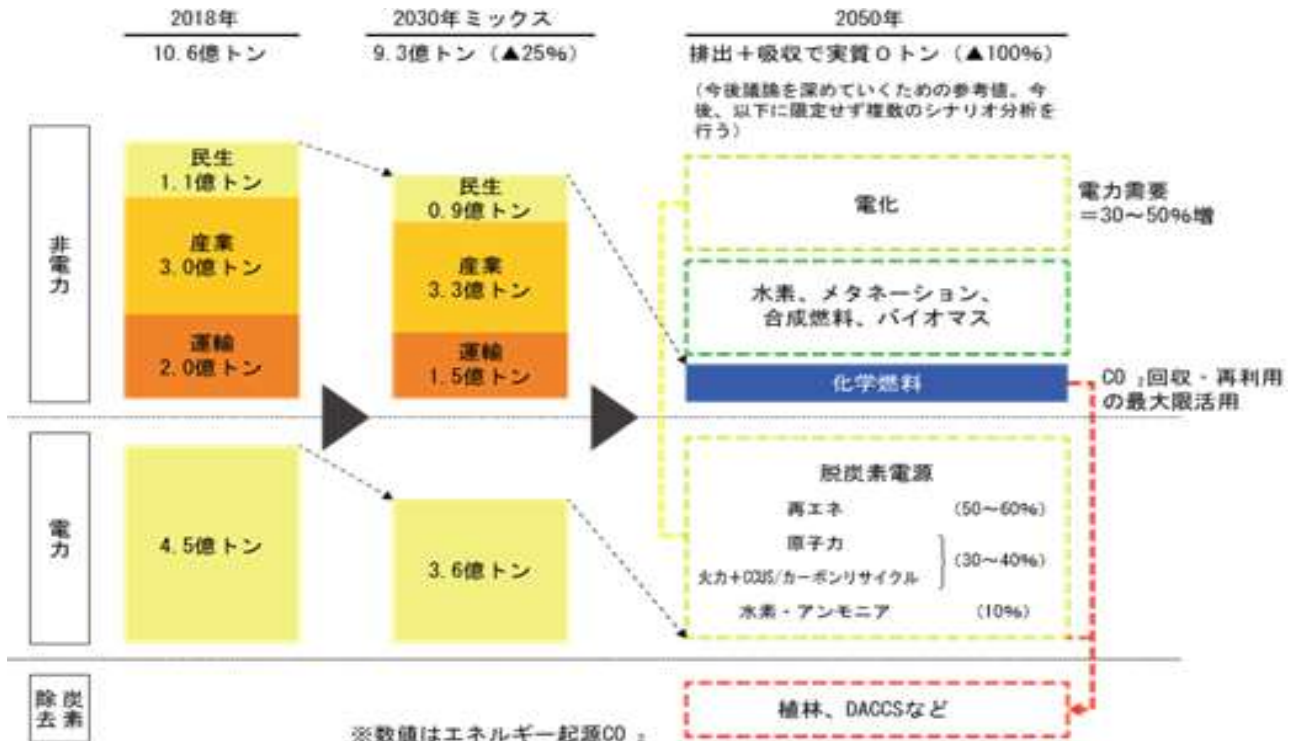 2018年
10.6億トン
2030年ミックス
9.3億トン（▲25%）
2050年
排出＋吸収で実質０トン（▲100%）
（今後議論を深めていくための参考値。今
後、以下に限定せず複数のシナリオ分析を
行う）
非電力
民生
1.1億トン
産業
3.0億トン
運輸
2.0億トン
民生
0.9億トン
産業
3.3億トン
運輸
1.5億トン
電化
電力需要
＝30～50%増
水素、メタネーション、
合成燃料、バイオマス
化学燃料
CO₂回収・再利用
の最大限活用
電力
4.5億トン
3.6億トン
脱炭素電源
再エネ （50～60%）
原子力
（30～40%）
火力+CCUS/カーボンリサイクル
水素・アンモニア （10%）
炭素除去
植林、DACCSなど
※数値はエネルギー起源CO₂